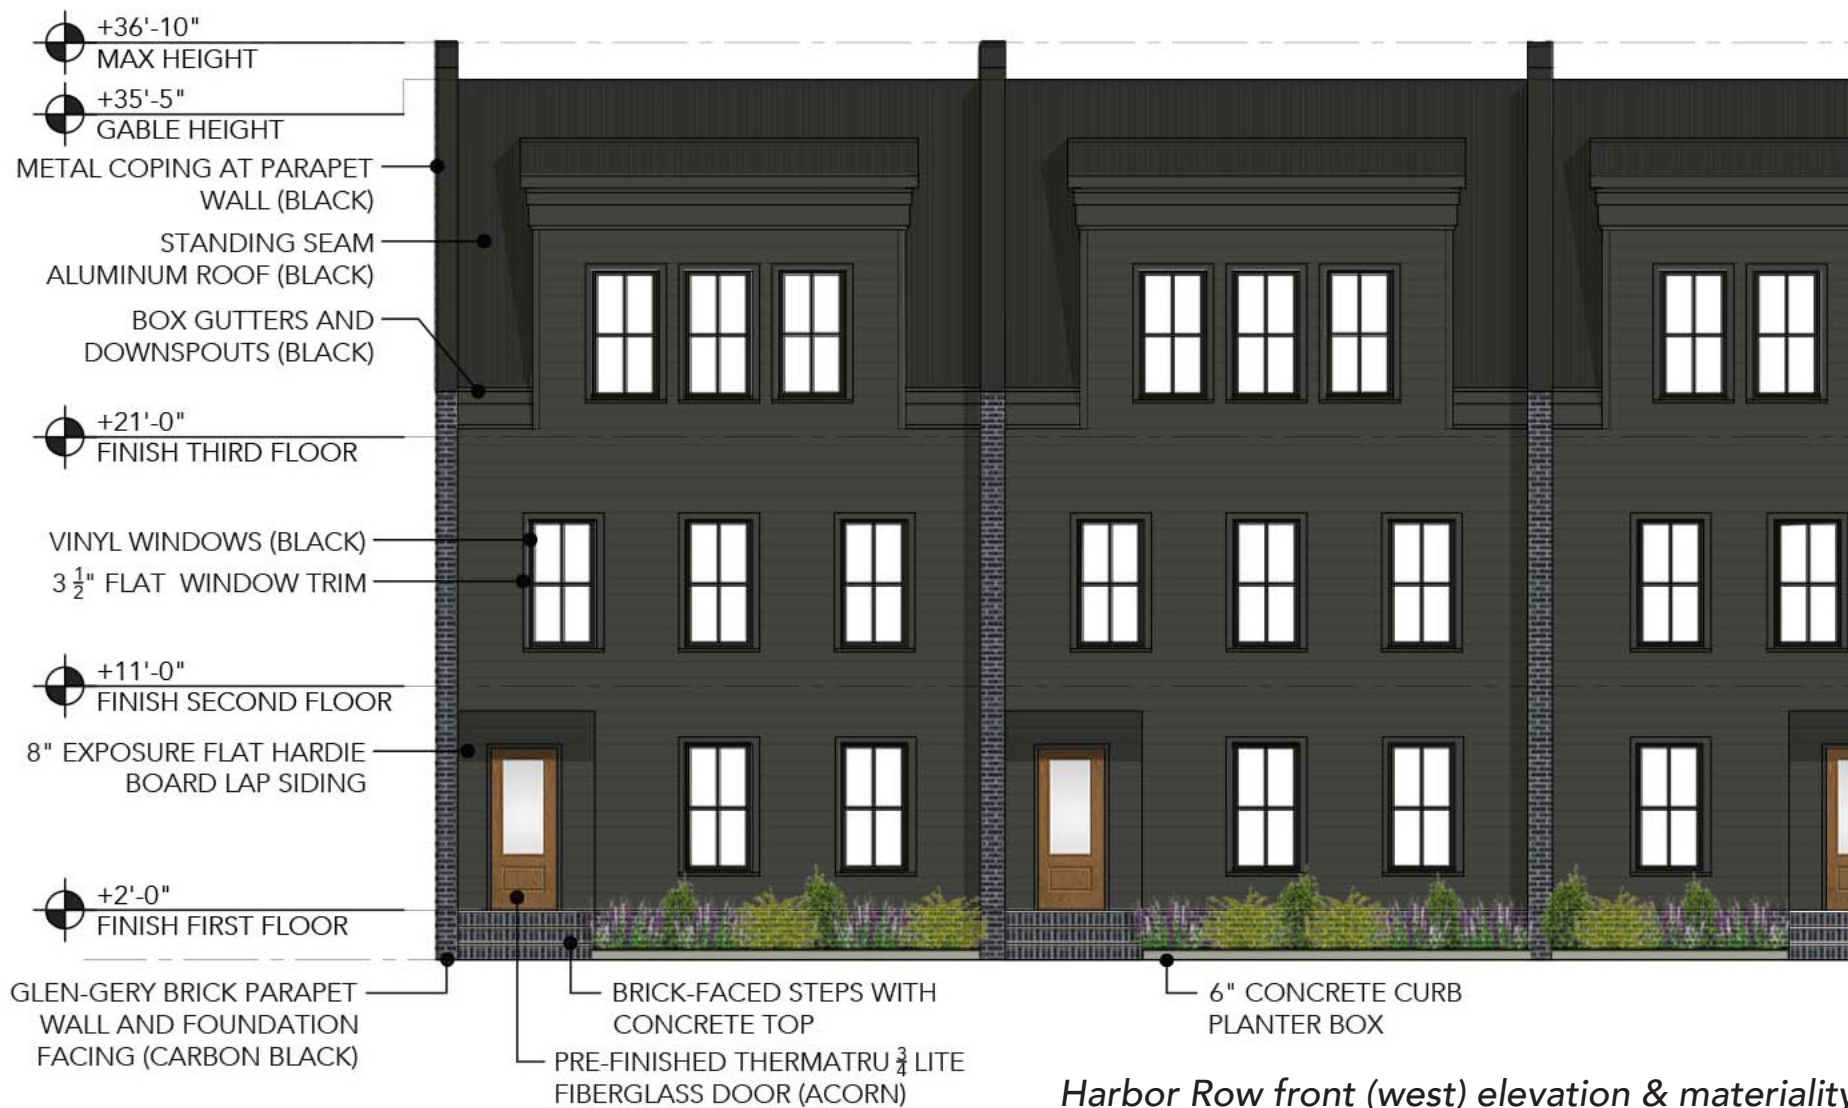 +36'-10"
MAX HEIGHT
+35'-5"
GABLE HEIGHT
METAL COPING AT PARAPET
WALL (BLACK)
STANDING SEAM
ALUMINUM ROOF (BLACK)
BOX GUTTERS AND
DOWNSPOUTS (BLACK)
+21'-0"
FINISH THIRD FLOOR
VINYL WINDOWS (BLACK)
3 1/2" FLAT WINDOW TRIM
+11'-0"
FINISH SECOND FLOOR
8" EXPOSURE FLAT HARDIE
BOARD LAP SIDING
+2'-0"
FINISH FIRST FLOOR
GLEN-GERY BRICK PARAPET
WALL AND FOUNDATION
FACING (CARBON BLACK)
BRICK-FACED STEPS WITH
CONCRETE TOP
PRE-FINISHED THERMATRU 3/4 LITE
FIBERGLASS DOOR (ACORN)
6" CONCRETE CURB
PLANTER BOX
Harbor Row front (west) elevation & materiality